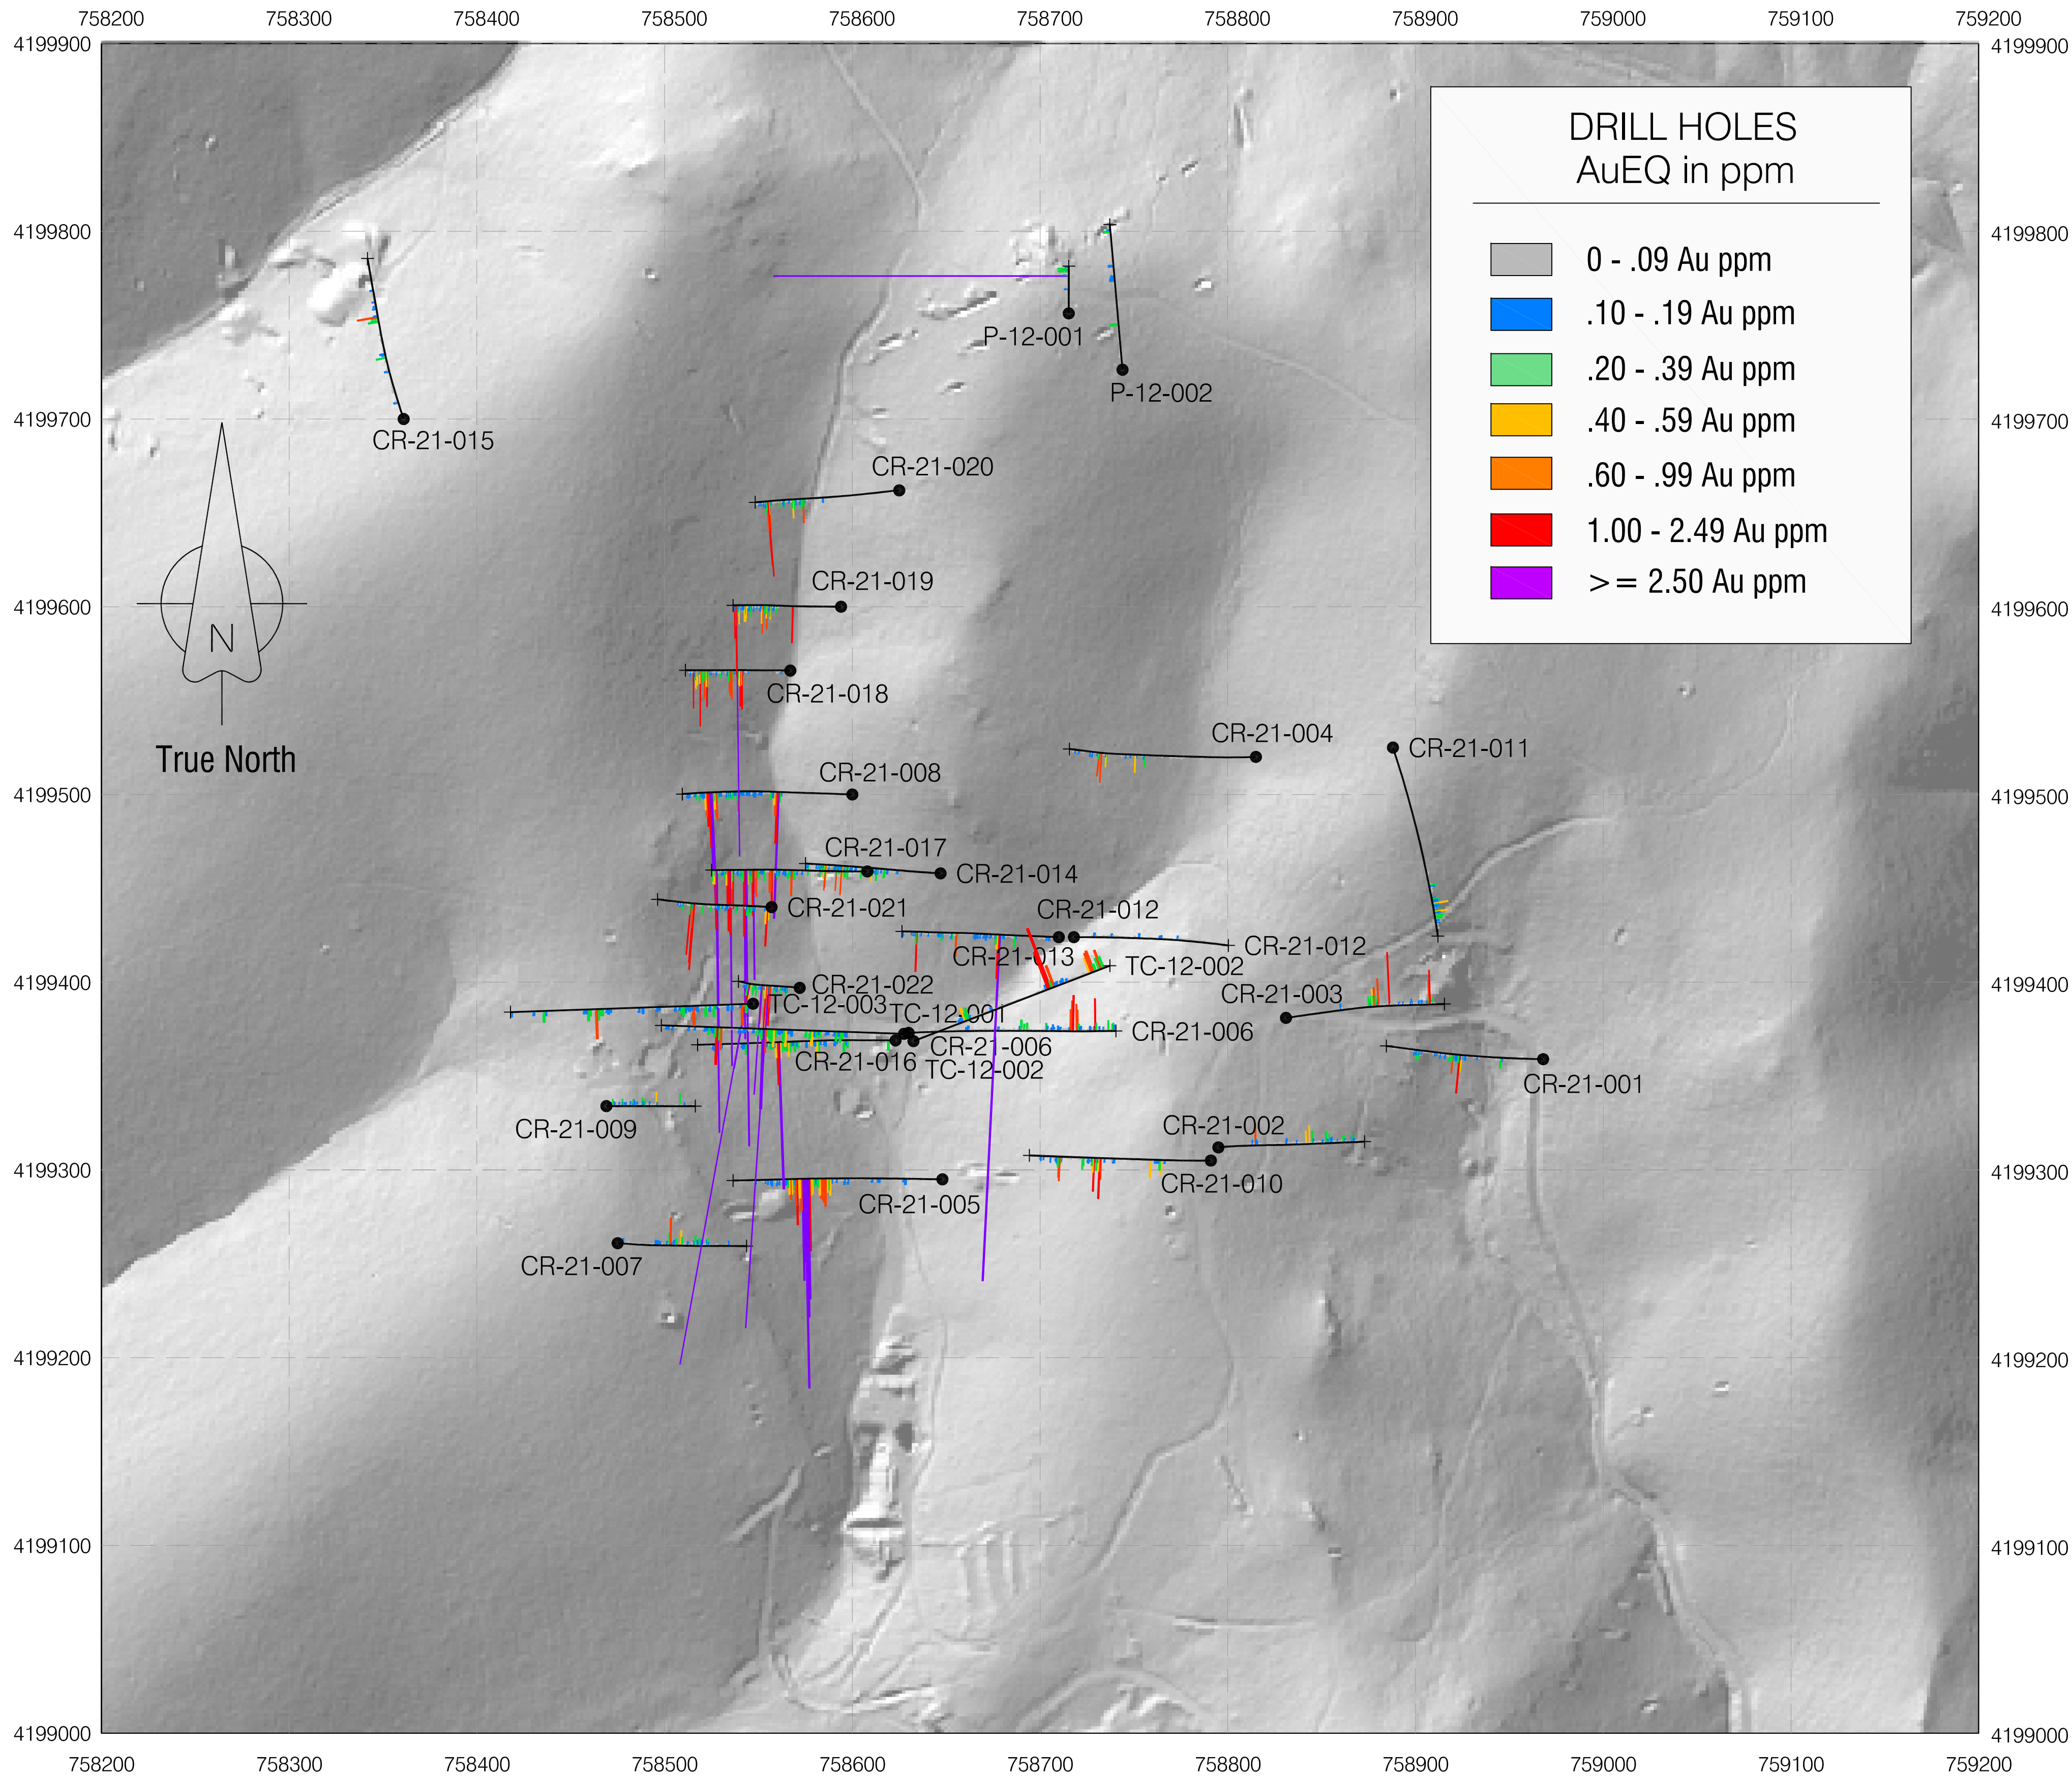 758200 758300 758400 758500 758600 758700 758800 758900 759000 759100 759200
4199900 4199900
DRILL HOLES
AuEQ in ppm
0 - .09 Au ppm
.10 - .19 Au ppm
.20 - .39 Au ppm
.40 - .59 Au ppm
.60 - .99 Au ppm
1.00 - 2.49 Au ppm
>= 2.50 Au ppm
4199800 4199800
P-12-001
P-12-002
4199700 4199700
CR-21-015
CR-21-020
CR-21-019
4199600 4199600
N
True North
CR-21-018
CR-21-004
CR-21-011
CR-21-008
4199500 4199500
CR-21-017
CR-21-014
CR-21-021
CR-21-012
CR-21-012
CR-21-013
TC-12-002
4199400 4199400
CR-21-022
CR-21-003
TC-12-003
TC-12-001
CR-21-006
CR-21-006
CR-21-016
TC-12-002
CR-21-001
CR-21-009
CR-21-002
4199300 4199300
CR-21-010
CR-21-005
CR-21-007
4199200 4199200
4199100 4199100
4199000 4199000
758200 758300 758400 758500 758600 758700 758800 758900 759000 759100 759200